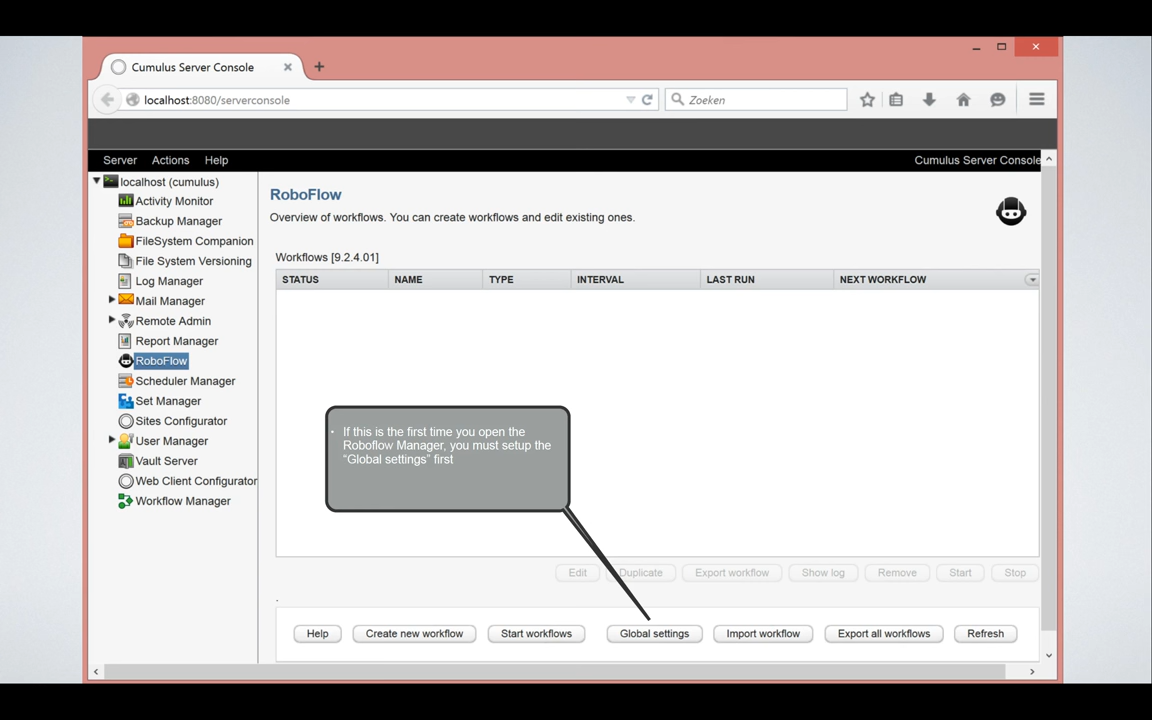 Cumulus Server Console
localhost:8080/serverconsole
Zoeken
Server Actions Help
Cumulus Server Console
localhost (cumulus)
Activity Monitor
Backup Manager
FileSystem Companion
File System Versioning
Log Manager
Mail Manager
Remote Admin
Report Manager
RoboFlow
Scheduler Manager
Set Manager
Sites Configurator
User Manager
Vault Server
Web Client Configurator
Workflow Manager
RoboFlow
Overview of workflows. You can create workflows and edit existing ones.
Workflows [9.2.4.01]
STATUS NAME TYPE INTERVAL LAST RUN NEXT WORKFLOW
• If this is the first time you open the
Roboflow Manager, you must setup the
“Global settings” first
Edit Duplicate Export workflow Show log Remove Start Stop
.
Help Create new workflow Start workflows Global settings Import workflow Export all workflows Refresh